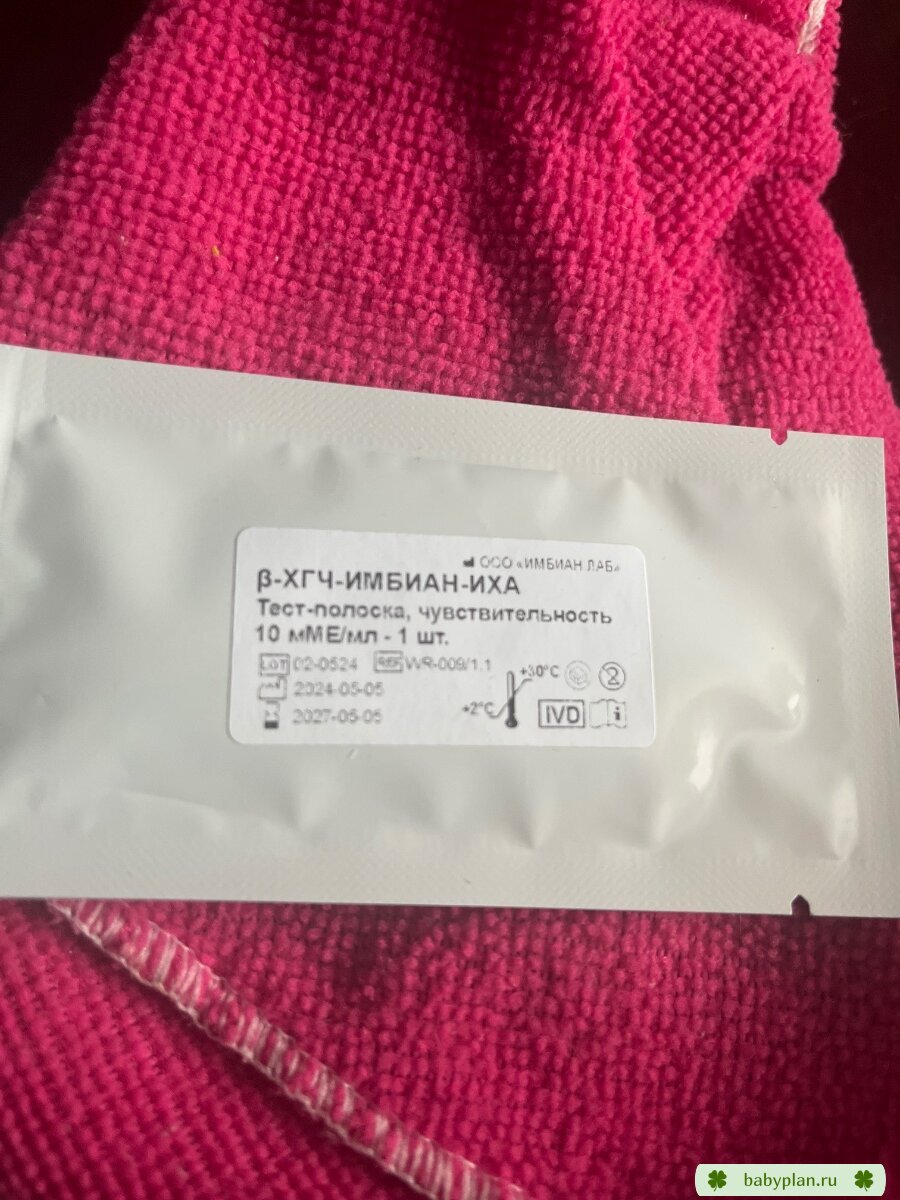 ООО «ИМБИАН ЛАБ»
β-ХГЧ-ИМБИАН-ИХА
Тест-полоска, чувствительность
10 мМЕ/мл - 1 шт.
LOT 02-0524 REF WR-009/1.1
2024-05-05
2027-05-05
+30°C
+2°C
2
IVD
i
babyplan.ru